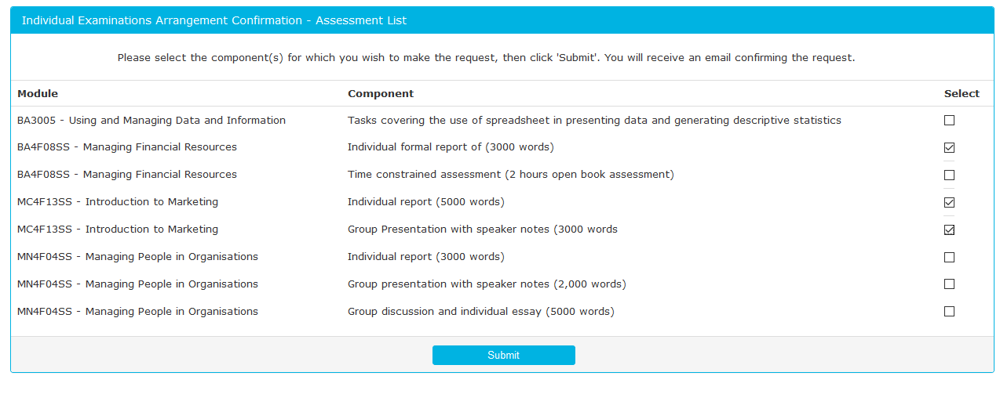 Individual Examinations Arrangement Confirmation - Assessment List
Please select the component(s) for which you wish to make the request, then click 'Submit'. You will receive an email confirming the request.
Module Component Select
BA3005 - Using and Managing Data and Information Tasks covering the use of spreadsheet in presenting data and generating descriptive statistics
BA4F08SS - Managing Financial Resources Individual formal report of (3000 words)
BA4F08SS - Managing Financial Resources Time constrained assessment (2 hours open book assessment)
MC4F13SS - Introduction to Marketing Individual report (5000 words)
MC4F13SS - Introduction to Marketing Group Presentation with speaker notes (3000 words
MN4F04SS - Managing People in Organisations Individual report (3000 words)
MN4F04SS - Managing People in Organisations Group presentation with speaker notes (2,000 words)
MN4F04SS - Managing People in Organisations Group discussion and individual essay (5000 words)
Submit